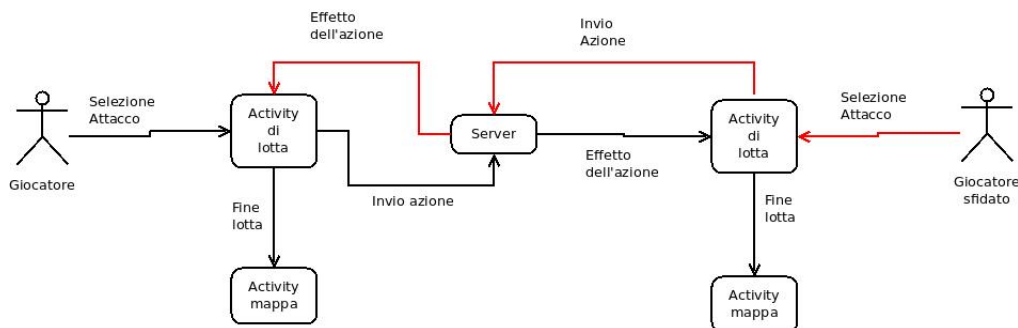 Effetto
dell'azione
Invio
Azione
Selezione
Attacco
Activity
di
lotta
Server
Activity
di
lotta
Selezione
Attacco
Giocatore
Invio azione
Effetto
dell'azione
Giocatore
sfidato
Fine
lotta
Fine
lotta
Activity
mappa
Activity
mappa